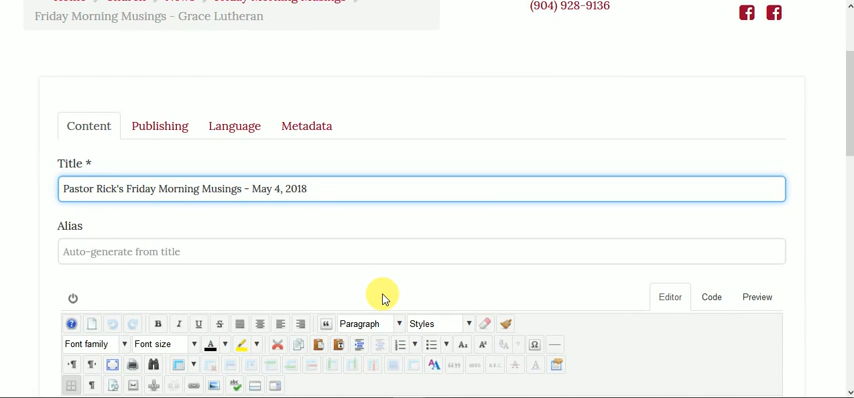 Friday Morning Musings - Grace Lutheran
(904) 928-9136
Content Publishing Language Metadata
Title *
Pastor Rick's Friday Morning Musings - May 4, 2018
Alias
Auto-generate from title
Editor Code Preview
Paragraph Styles
Font family Font size